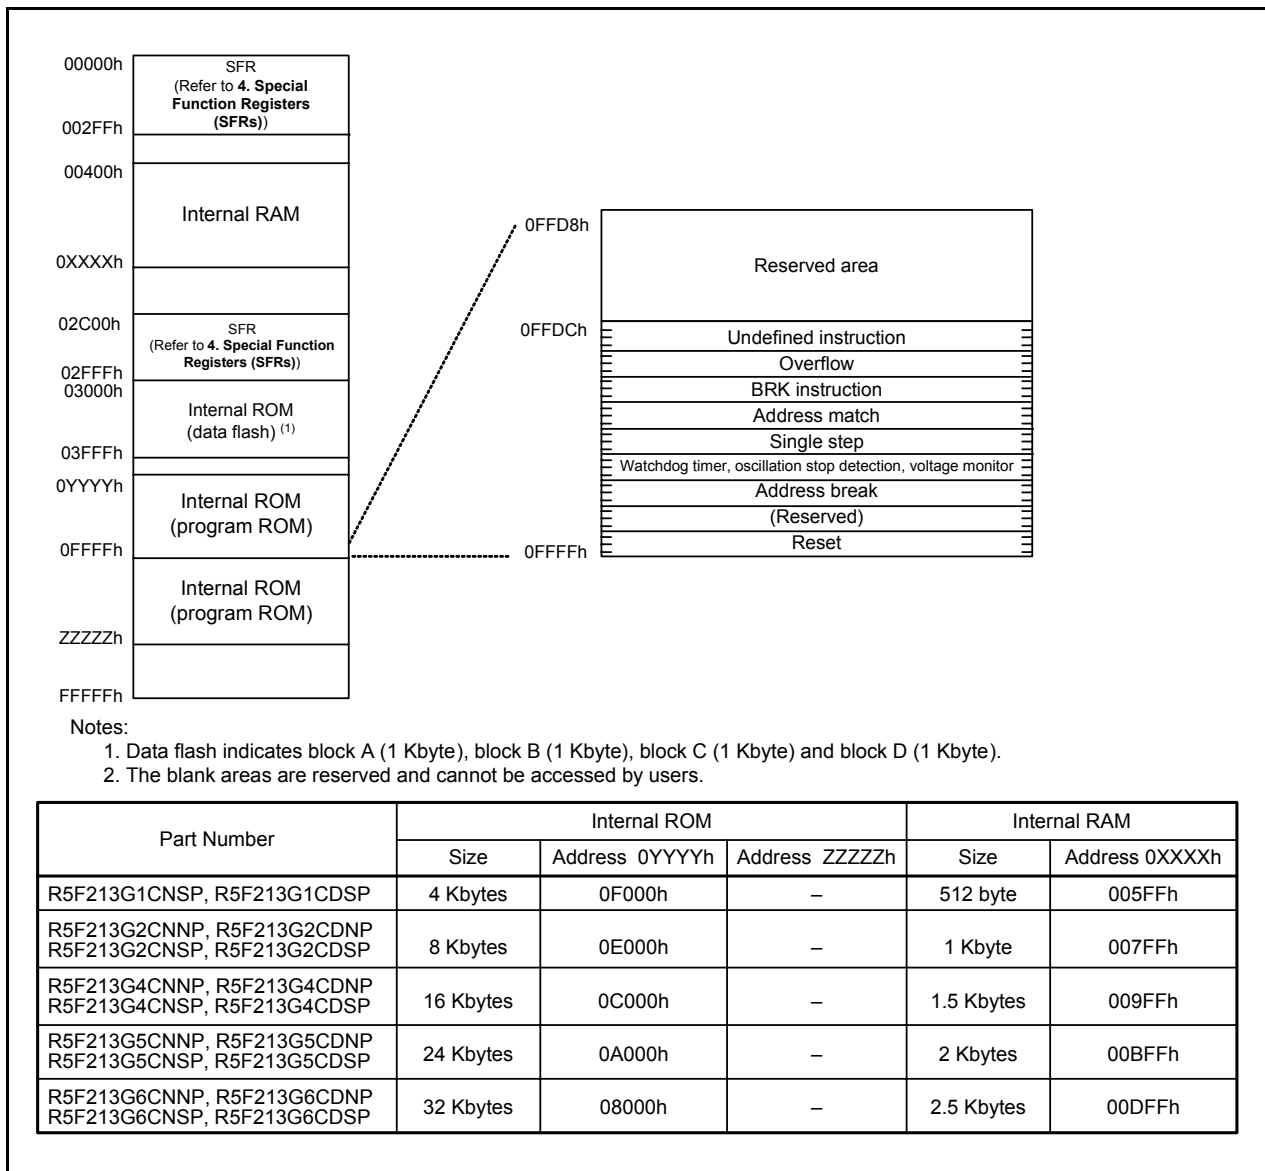 00000h
SFR
(Refer to 4. Special
Function Registers
(SFRs))
002FFh
00400h
Internal RAM
0XXXXh
02C00h
SFR
(Refer to 4. Special Function
Registers (SFRs))
02FFFh
03000h
Internal ROM
(data flash) (1)
03FFFh
0YYYYh
Internal ROM
(program ROM)
0FFFFh
Internal ROM
(program ROM)
ZZZZZh
FFFFFh
0FFD8h
Reserved area
0FFDCh
Undefined instruction
Overflow
BRK instruction
Address match
Single step
Watchdog timer, oscillation stop detection, voltage monitor
Address break
(Reserved)
Reset
0FFFFh
Notes:
1. Data flash indicates block A (1 Kbyte), block B (1 Kbyte), block C (1 Kbyte) and block D (1 Kbyte).
2. The blank areas are reserved and cannot be accessed by users.
Part Number Internal ROM Internal RAM
Size Address 0YYYYh Address ZZZZZh Size Address 0XXXXh
R5F213G1CNSP, R5F213G1CDSP 4 Kbytes 0F000h – 512 byte 005FFh
R5F213G2CNNP, R5F213G2CDNP
R5F213G2CNSP, R5F213G2CDSP 8 Kbytes 0E000h – 1 Kbyte 007FFh
R5F213G4CNNP, R5F213G4CDNP
R5F213G4CNSP, R5F213G4CDSP 16 Kbytes 0C000h – 1.5 Kbytes 009FFh
R5F213G5CNNP, R5F213G5CDNP
R5F213G5CNSP, R5F213G5CDSP 24 Kbytes 0A000h – 2 Kbytes 00BFFh
R5F213G6CNNP, R5F213G6CDNP
R5F213G6CNSP, R5F213G6CDSP 32 Kbytes 08000h – 2.5 Kbytes 00DFFh